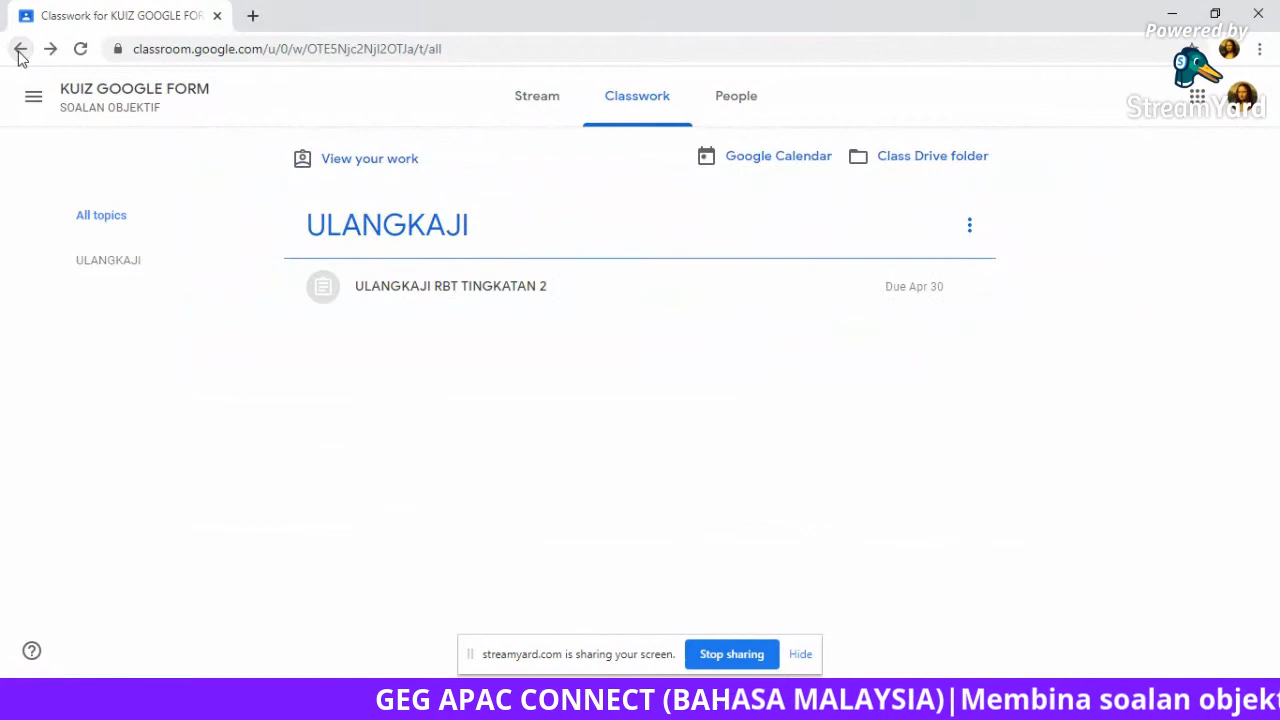 Classwork for KUIZ GOOGLE FOR
classroom.google.com/u/0/w/OTE5Njc2NjI2OTJa/t/all
Powered by
StreamYard
KUIZ GOOGLE FORM
SOALAN OBJEKTIF
Stream
Classwork
People
View your work
Google Calendar
Class Drive folder
All topics
ULANGKAJI
ULANGKAJI
ULANGKAJI RBT TINGKATAN 2
Due Apr 30
streamyard.com is sharing your screen.
Stop sharing
Hide
GEG APAC CONNECT (BAHASA MALAYSIA)|Membina soalan objekt